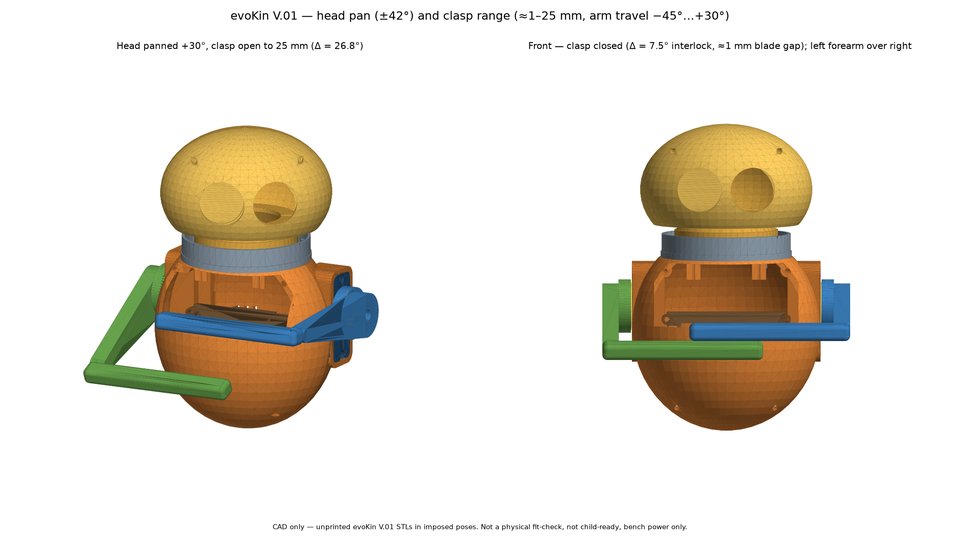 evoKin V.01 — head pan (±42°) and clasp range (≈1–25 mm, arm travel −45°…+30°)
Head panned +30°, clasp open to 25 mm (Δ = 26.8°)
Front — clasp closed (Δ = 7.5° interlock, ≈1 mm blade gap); left forearm over right
CAD only — unprinted evoKin V.01 STLs in imposed poses. Not a physical fit-check, not child-ready, bench power only.